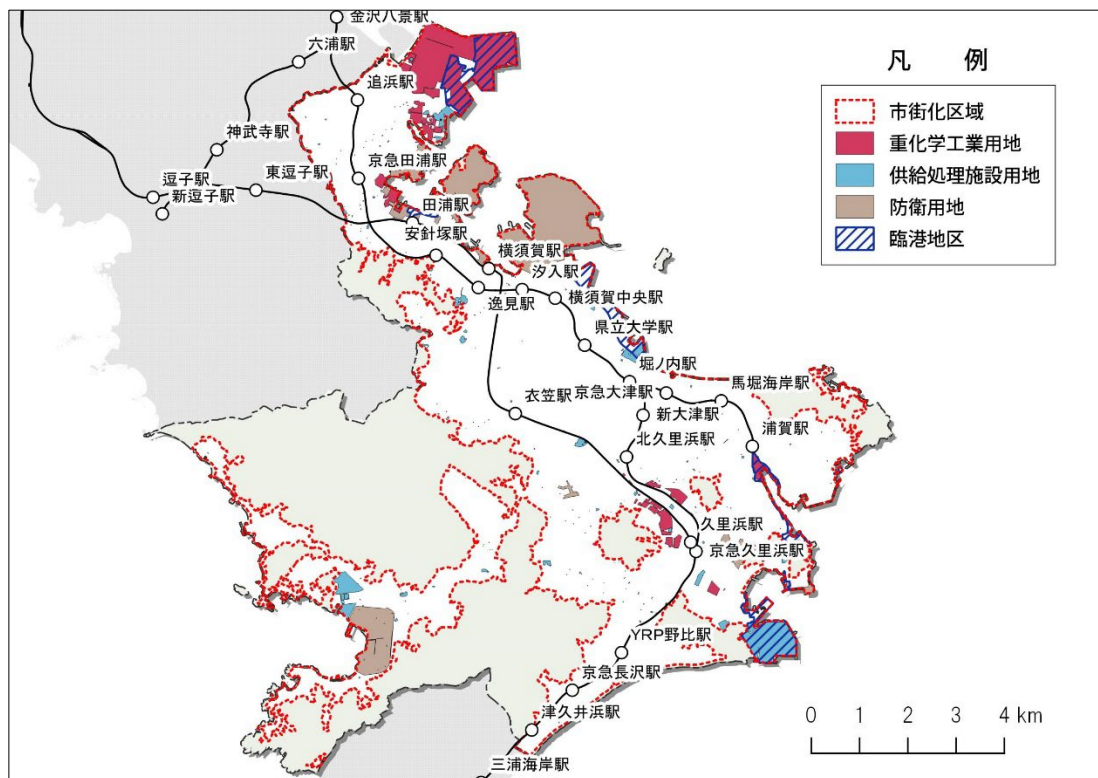 金沢八景駅
六浦駅
追浜駅
神武寺駅
京急田浦駅
東逗子駅
逗子駅
新逗子駅
田浦駅
安針塚駅
横須賀駅
汐入駅
逸見駅
横須賀中央駅
県立大学駅
堀ノ内駅
馬堀海岸駅
衣笠駅
京急大津駅
新大津駅
浦賀駅
北久里浜駅
久里浜駅
京急久里浜駅
YRP野比駅
京急長沢駅
津久井浜駅
三浦海岸駅
凡 例
市街化区域
重化学工業用地
供給処理施設用地
防衛用地
臨港地区
0 1 2 3 4 km